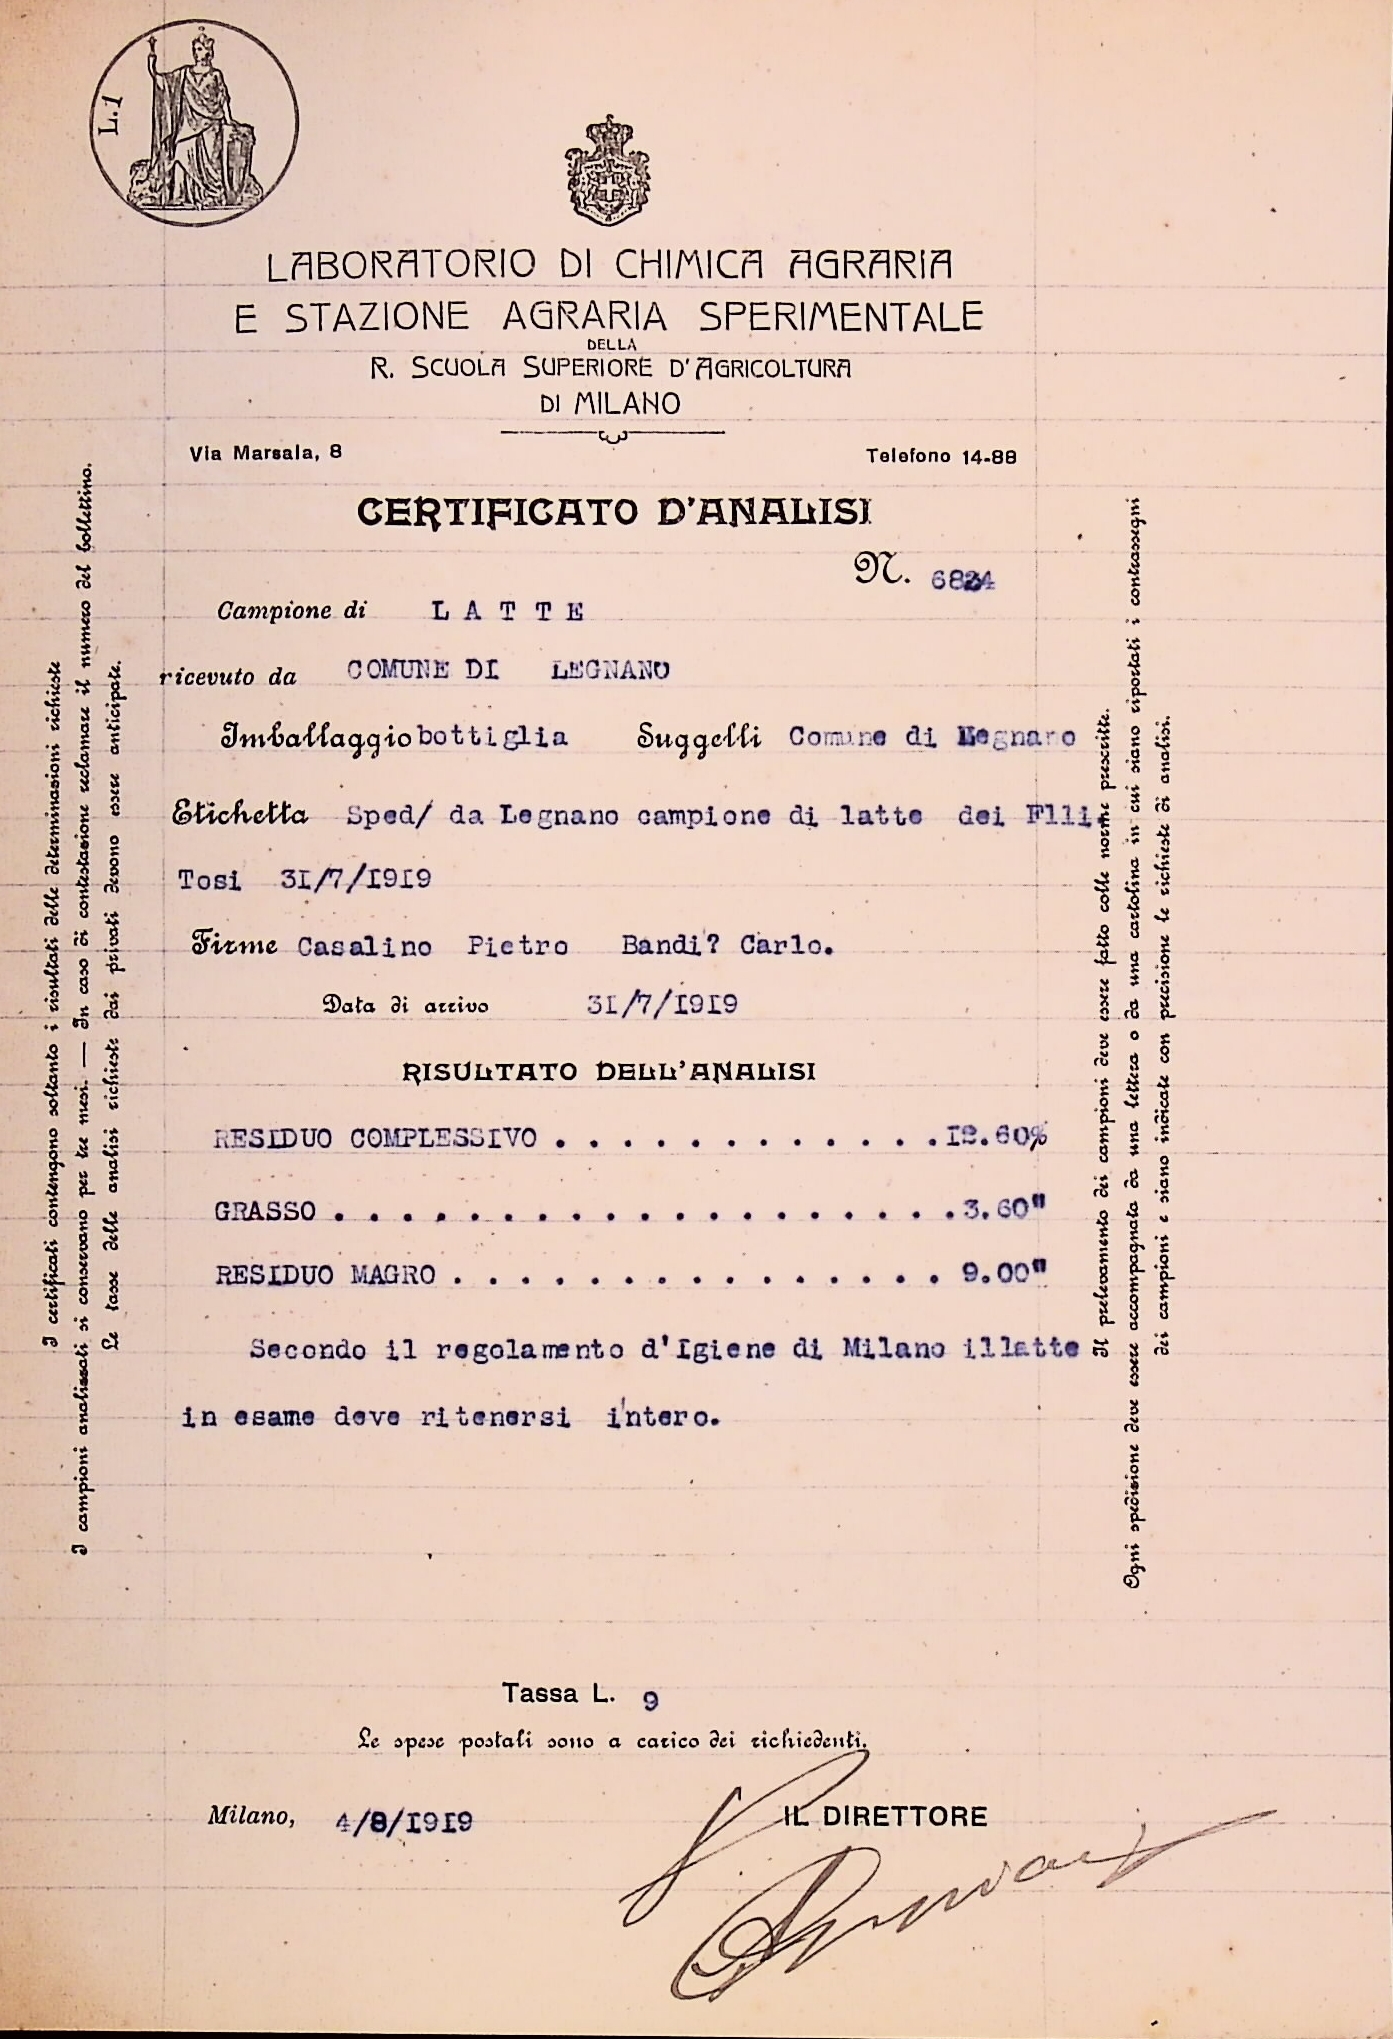 L.1
LABORATORIO DI CHIMICA AGRARIA
E STAZIONE AGRARIA SPERIMENTALE
DELLA
R. SCUOLA SUPERIORE D'AGRICOLTURA
DI MILANO
Via Marsala, 8 Telefono 14-88
CERTIFICATO D'ANALISI
N. 6824
Campione di L A T T E
ricevuto da COMUNE DI LEGNANO
Imballaggio bottiglia Suggelli Comune di Legnano
Etichetta Sped/ da Legnano campione di latte dei Flli.
Tosi 31/7/1919
Firme Casalino Pietro Bandi? Carlo.
Data di arrivo 31/7/1919
RISULTATO DELL'ANALISI
RESIDUO COMPLESSIVO . . . . . . . . . . . . 12.60%
GRASSO . . . . . . . . . . . . . . . . . . . 3.60"
RESIDUO MAGRO . . . . . . . . . . . . . . . 9.00"
Secondo il regolamento d'Igiene di Milano illatte
in esame deve ritenersi intero.
Tassa L. 9
Le spese postali sono a carico dei richiedenti.
Milano, 4/8/1919 IL DIRETTORE
I certificati contengono soltanto i risultati delle determinasioni richieste
I campioni analissati si conservano per tre mesi. — In caso di contestasione reclamare il numero del bollettino.
Le tasse delle analisi richieste dai privati devono essere anticipate.
Il prelevamento dei campioni deve essere fatto colle norme prescritte.
Ogni spedizione deve essere accompagnata da una lettera o da una cartolina in cui siano riportati i contrassegni
dei campioni e siano indicate con precisione le richieste di analisi.